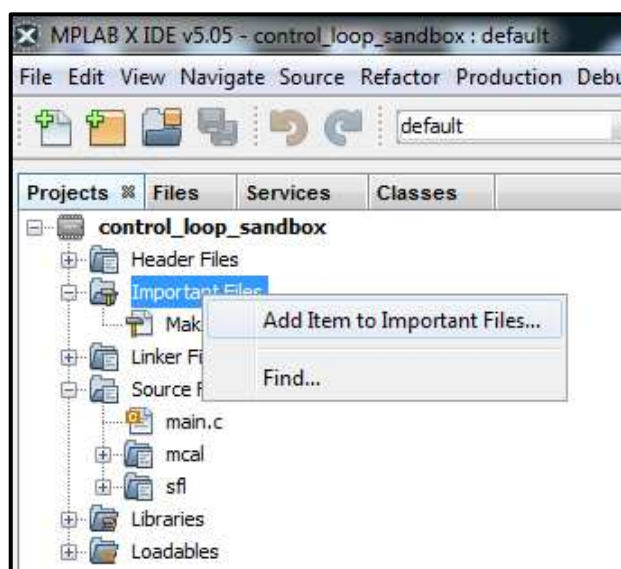 MPLAB X IDE v5.05 - control_loop_sandbox : default
File Edit View Navigate Source Refactor Production Debu
default
Projects Files Services Classes
control_loop_sandbox
Header Files
Important Files
Add Item to Important Files...
Mak
Linker Fi
Find...
Source F
main.c
mcal
sfl
Libraries
Loadables